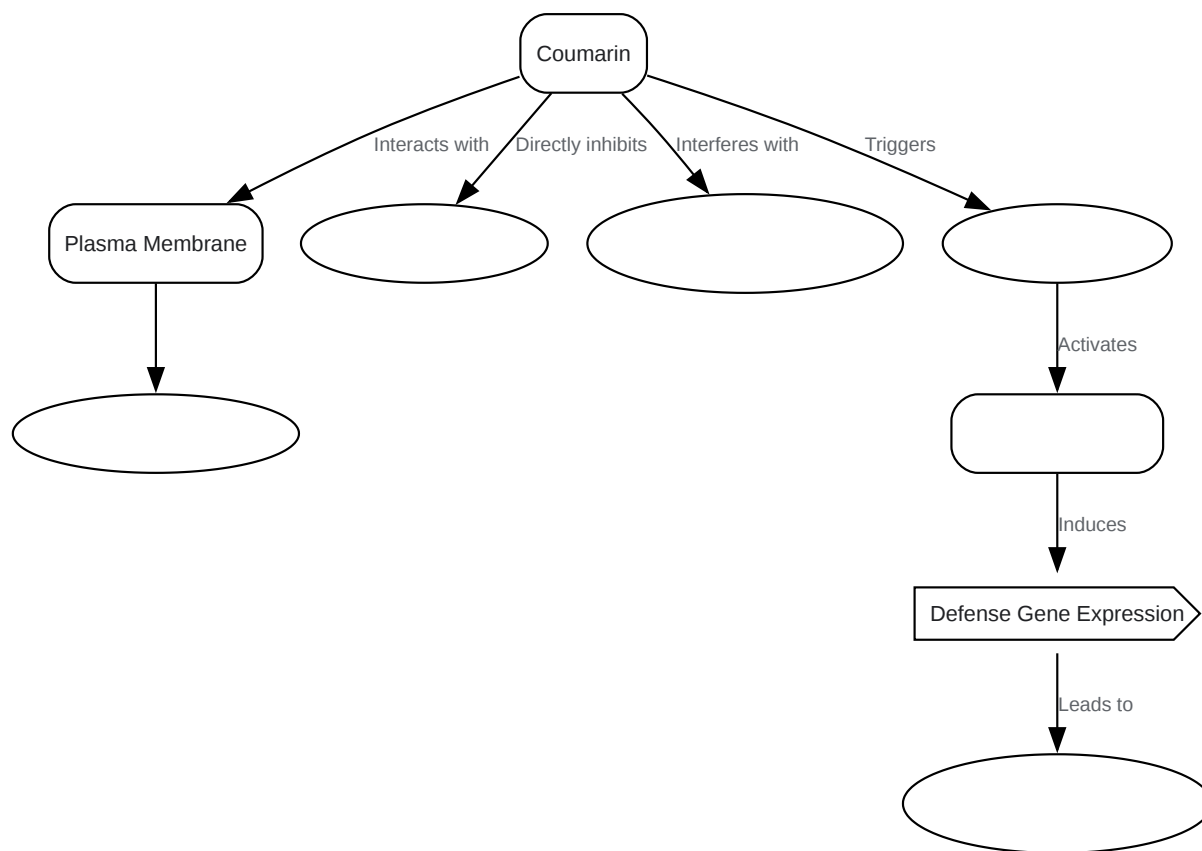 Coumarin
Interacts with
Directly inhibits
Interferes with
Triggers
Plasma Membrane
Activates
Induces
Defense Gene Expression
Leads to